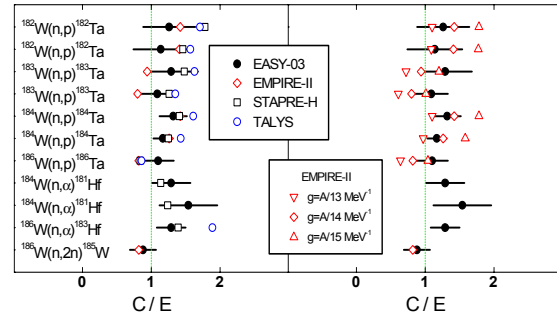 ¹⁸²W(n,p)¹⁸²Ta
¹⁸²W(n,p)¹⁸²Ta
¹⁸³W(n,p)¹⁸³Ta
¹⁸³W(n,p)¹⁸³Ta
¹⁸⁴W(n,p)¹⁸⁴Ta
¹⁸⁴W(n,p)¹⁸⁴Ta
¹⁸⁶W(n,p)¹⁸⁶Ta
¹⁸⁴W(n,α)¹⁸¹Hf
¹⁸⁴W(n,α)¹⁸¹Hf
¹⁸⁶W(n,α)¹⁸³Hf
¹⁸⁶W(n,2n)¹⁸⁵W
EASY-03
EMPIRE-II
STAPRE-H
TALYS
EMPIRE-II
g=A/13 MeV⁻¹
g=A/14 MeV⁻¹
g=A/15 MeV⁻¹
0 1 2 0 1 2
C / E C / E